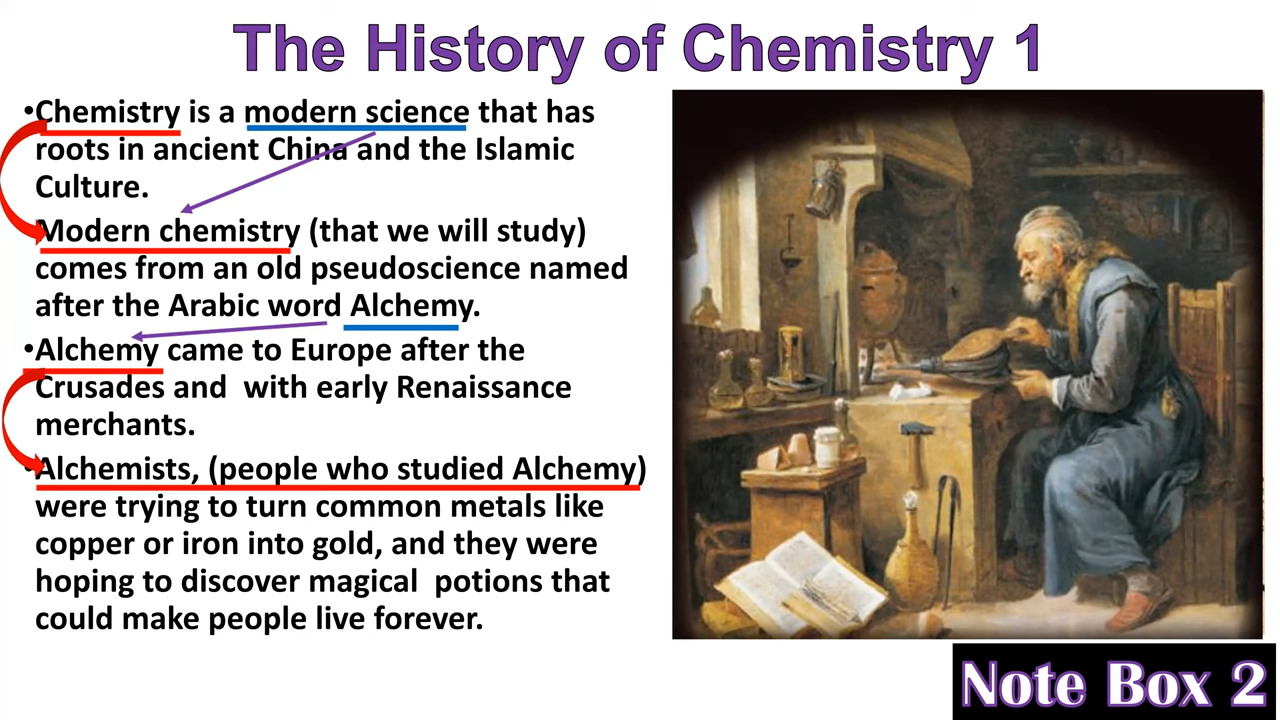 The History of Chemistry 1
•Chemistry is a modern science that has
roots in ancient China and the Islamic
Culture.
Modern chemistry (that we will study)
comes from an old pseudoscience named
after the Arabic word Alchemy.
•Alchemy came to Europe after the
Crusades and  with early Renaissance
merchants.
•Alchemists, (people who studied Alchemy)
were trying to turn common metals like
copper or iron into gold, and they were
hoping to discover magical  potions that
could make people live forever.
Note Box 2